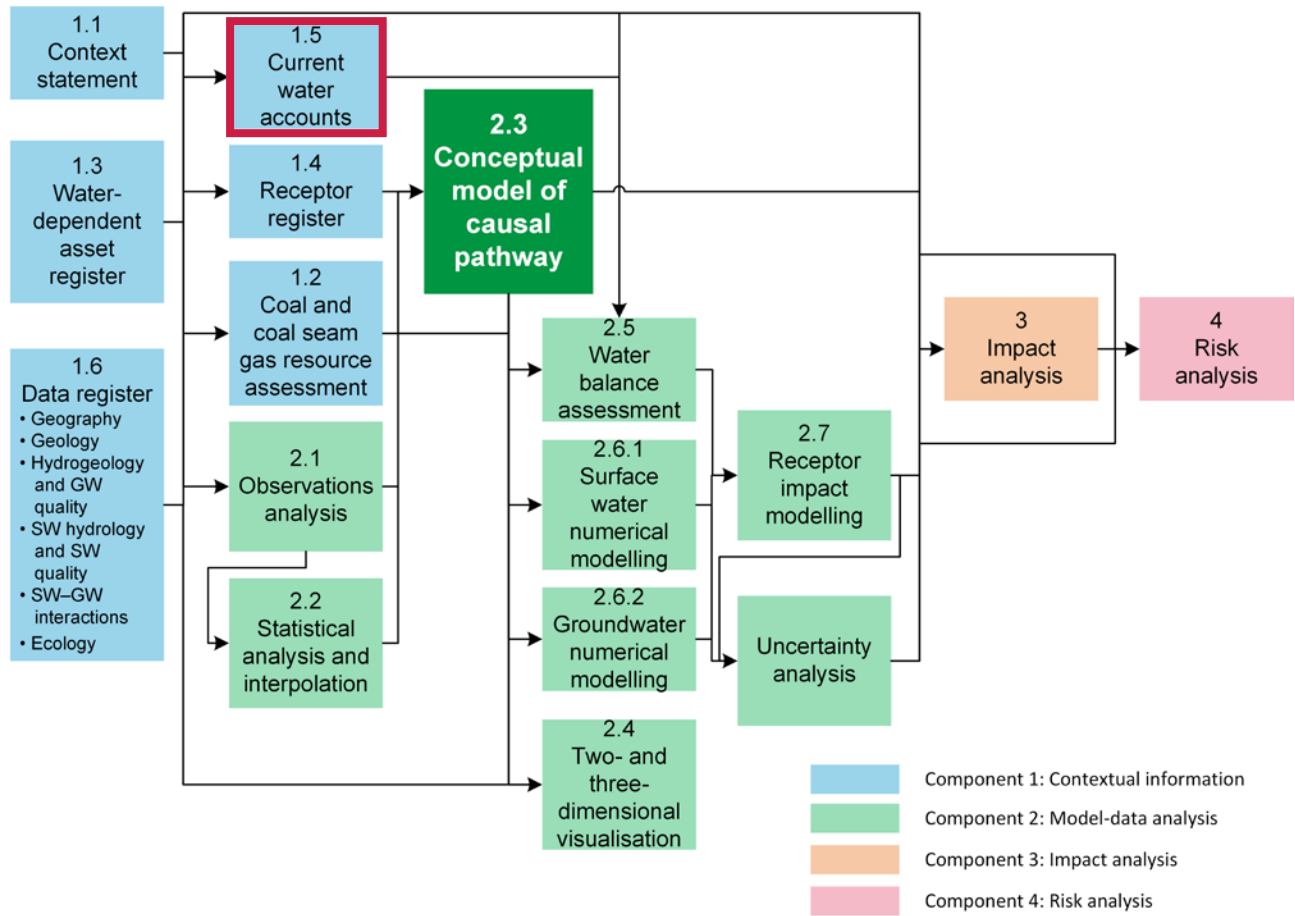 1.1
Context
statement
1.5
Current
water
accounts
1.3
Water-
dependent
asset
register
1.4
Receptor
register
2.3
Conceptual
model of
causal
pathway
1.2
Coal and
coal seam
gas resource
assessment
1.6
Data register
• Geography
• Geology
• Hydrogeology
and GW
quality
• SW hydrology
and SW
quality
• SW–GW
interactions
• Ecology
2.1
Observations
analysis
2.2
Statistical
analysis and
interpolation
2.5
Water
balance
assessment
2.6.1
Surface
water
numerical
modelling
2.6.2
Groundwater
numerical
modelling
2.4
Two- and
three-
dimensional
visualisation
2.7
Receptor
impact
modelling
Uncertainty
analysis
3
Impact
analysis
4
Risk
analysis
Component 1: Contextual information
Component 2: Model-data analysis
Component 3: Impact analysis
Component 4: Risk analysis